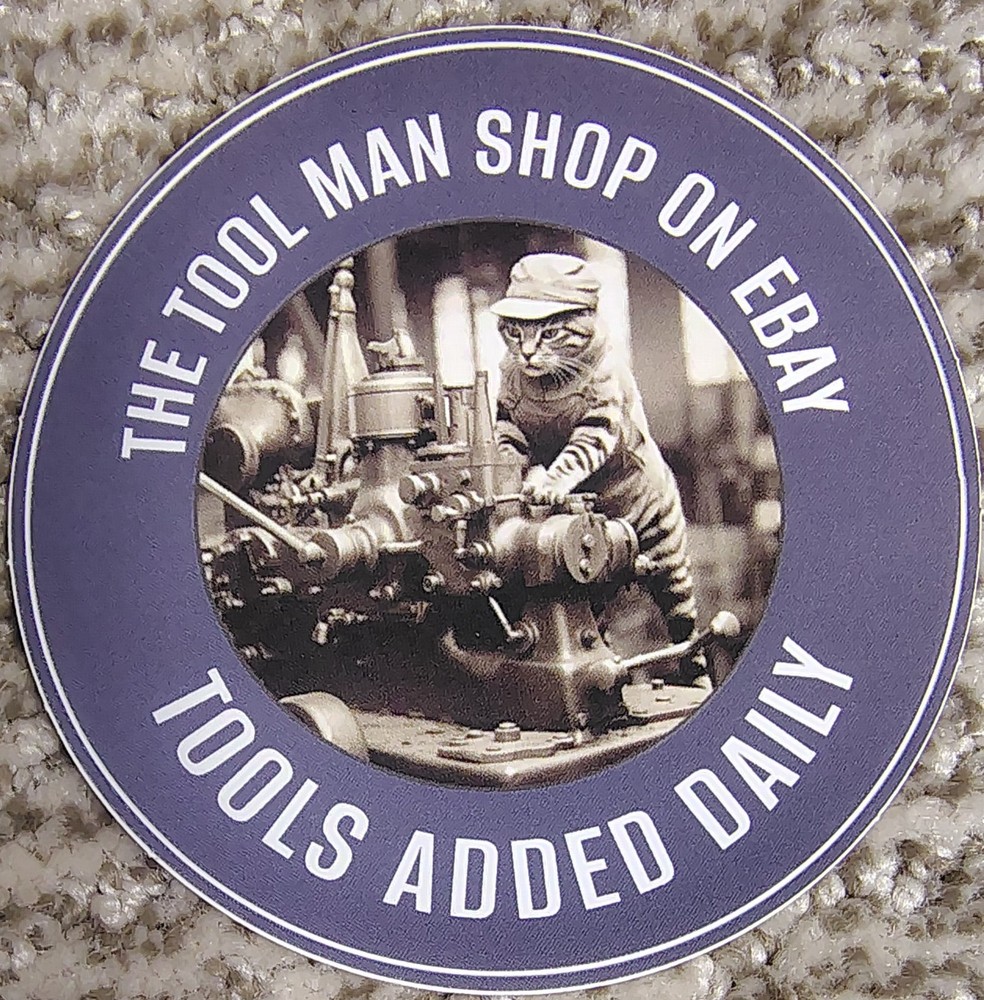 THE TOOL MAN SHOP ON EBAY
TOOLS ADDED DAILY